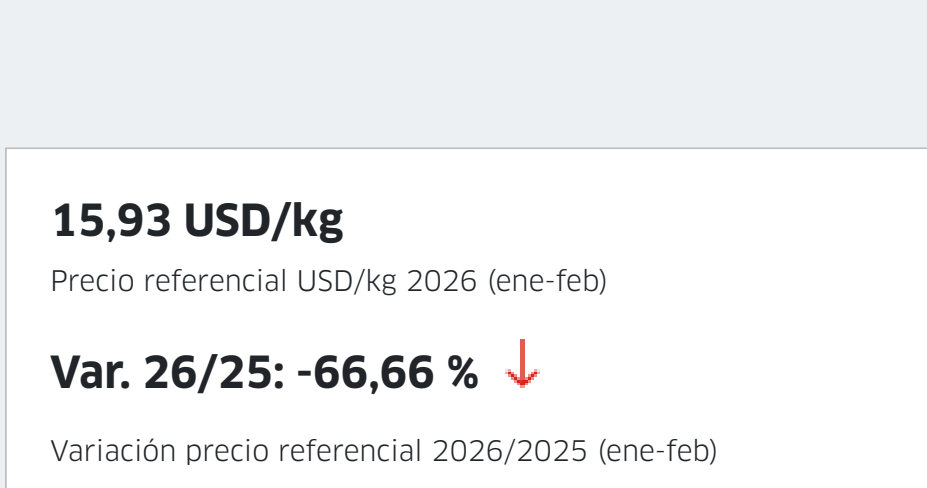 15,93 USD/kg
Precio referencial USD/kg 2026 (ene-feb)
Var. 26/25: -66,66 %
Variación precio referencial 2026/2025 (ene-feb)